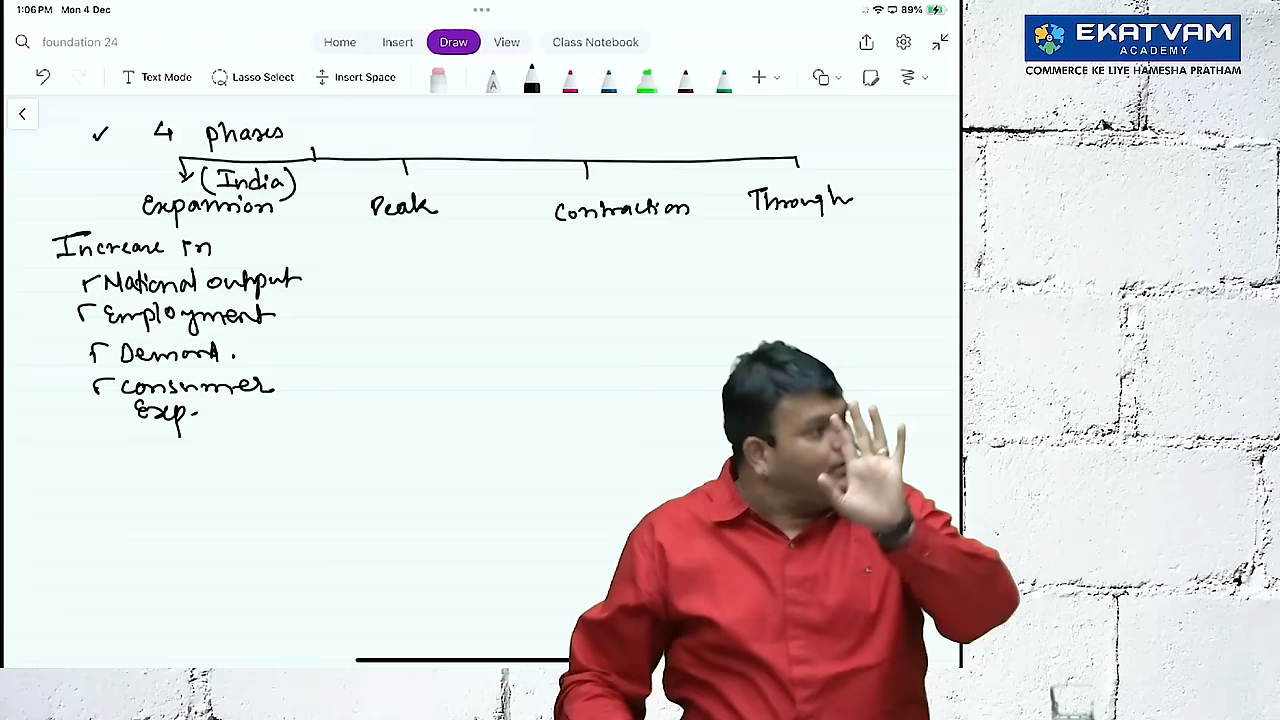 1:06 PM Mon 4 Dec
89%
foundation 24
Home Insert Draw View Class Notebook
Text Mode Lasso Select Insert Space
✓ 4 phases
(India)
Expansion Peak Contraction Through
Increase in
National output
Employment
Demand.
Consumer
Exp.
EKATVAM
ACADEMY
COMMERCE KE LIYE HAMESHA PRATHAM